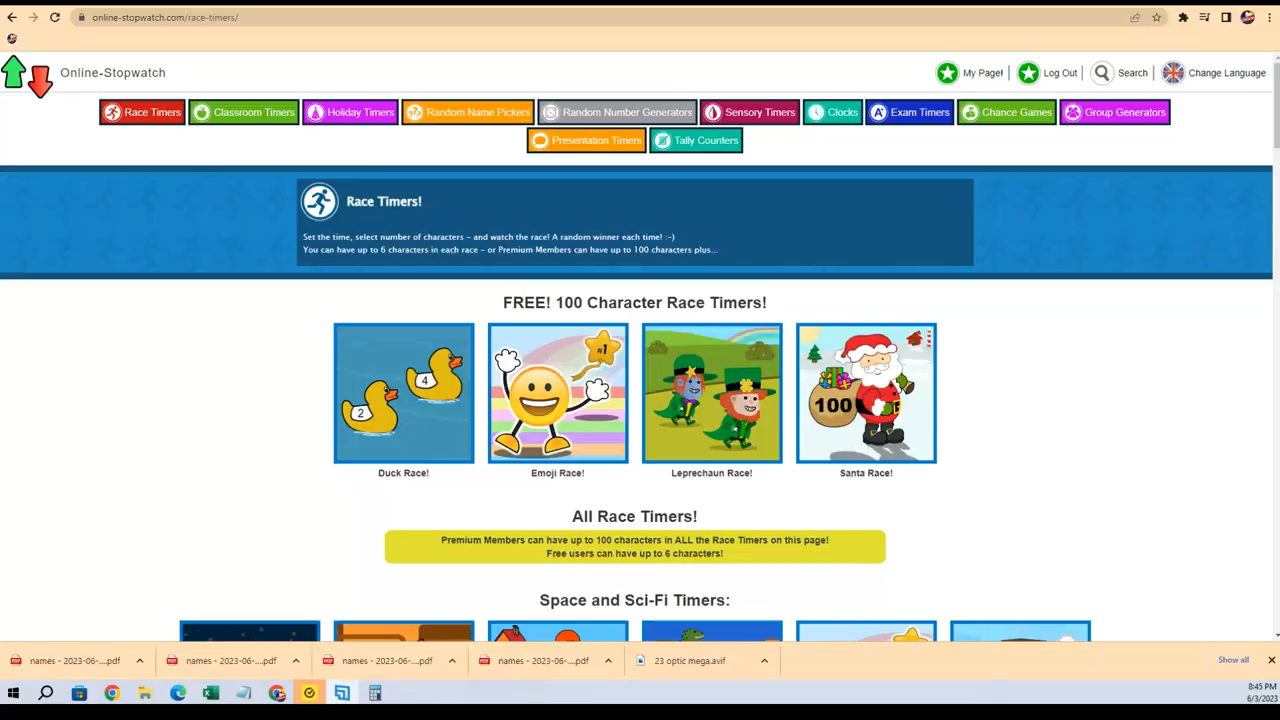 online-stopwatch.com/race-timers/
Online-Stopwatch
My Page!
Log Out
Search
Change Language
Race Timers
Classroom Timers
Holiday Timers
Random Name Pickers
Random Number Generators
Sensory Timers
Clocks
Exam Timers
Chance Games
Group Generators
Presentation Timers
Tally Counters
Race Timers!
Set the time, select number of characters - and watch the race! A random winner each time! :-)
You can have up to 6 characters in each race - or Premium Members can have up to 100 characters plus...
FREE! 100 Character Race Timers!
2
4
#1
100
Duck Race!
Emoji Race!
Leprechaun Race!
Santa Race!
All Race Timers!
Premium Members can have up to 100 characters in ALL the Race Timers on this page!
Free users can have up to 6 characters!
Space and Sci-Fi Timers:
names - 2023-06-....pdf
names - 2023-06-....pdf
names - 2023-06-....pdf
names - 2023-06-....pdf
23 optic mega.avif
Show all
8:45 PM
6/3/2023